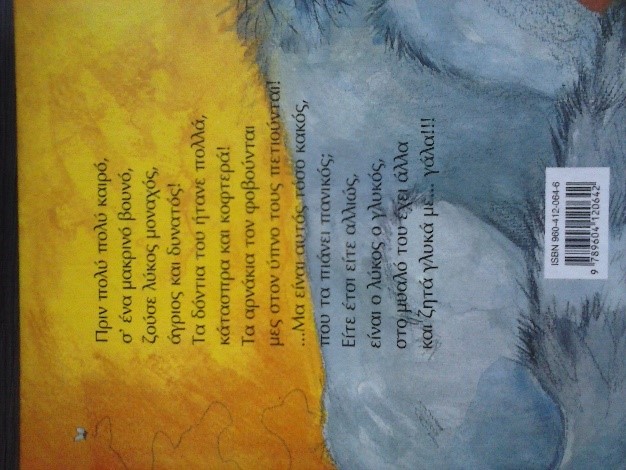 Πριν πολύ πολύ καιρό,
σ' ένα μακρινό βουνό,
ζούσε λύκος μοναχός,
άγριος και δυνατός!
Τα δόντια του ήτανε πολλά,
κάτασπρα και κοφτερά!
Τα αρνάκια τον φοβούνται
μες στον ύπνο τους πετιούνται!
...Μα είναι αυτός τόσο κακός,
που τα πιάνει πανικός;
Είτε έτσι είτε αλλιώς,
είναι ο λύκος ο γλυκός,
στο μυαλό του έχει άλλα
και ζητά γλυκά με... γάλα!!!
ISBN 960-412-064-6
9 789604 120642